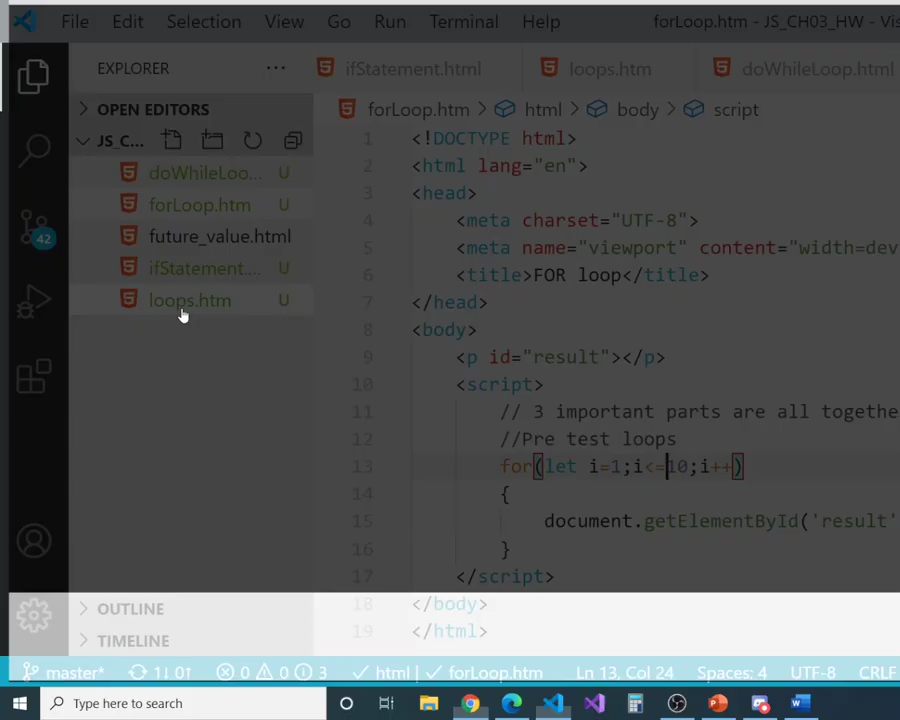 File Edit Selection View Go Run Terminal Help forLoop.htm - JS_CH03_HW - Vis
EXPLORER ···
ifStatement.html loops.htm doWhileLoop.html
OPEN EDITORS
forLoop.htm > html > body > script
JS_C...
doWhileLoo... U
forLoop.htm U
future_value.html
ifStatement.... U
loops.htm U
42
1 <!DOCTYPE html>
2 <html lang="en">
3 <head>
4 <meta charset="UTF-8">
5 <meta name="viewport" content="width=dev
6 <title>FOR loop</title>
7 </head>
8 <body>
9 <p id="result"></p>
10 <script>
11 // 3 important parts are all togethe
12 //Pre test loops
13 for(let i=1;i<=10;i++)
14 {
15 document.getElementById('result'
16 }
17 </script>
18 </body>
19 </html>
OUTLINE
TIMELINE
master* 1↓ 0↑ 0 0 3 html | forLoop.htm Ln 13, Col 24 Spaces: 4 UTF-8 CRLF
Type here to search